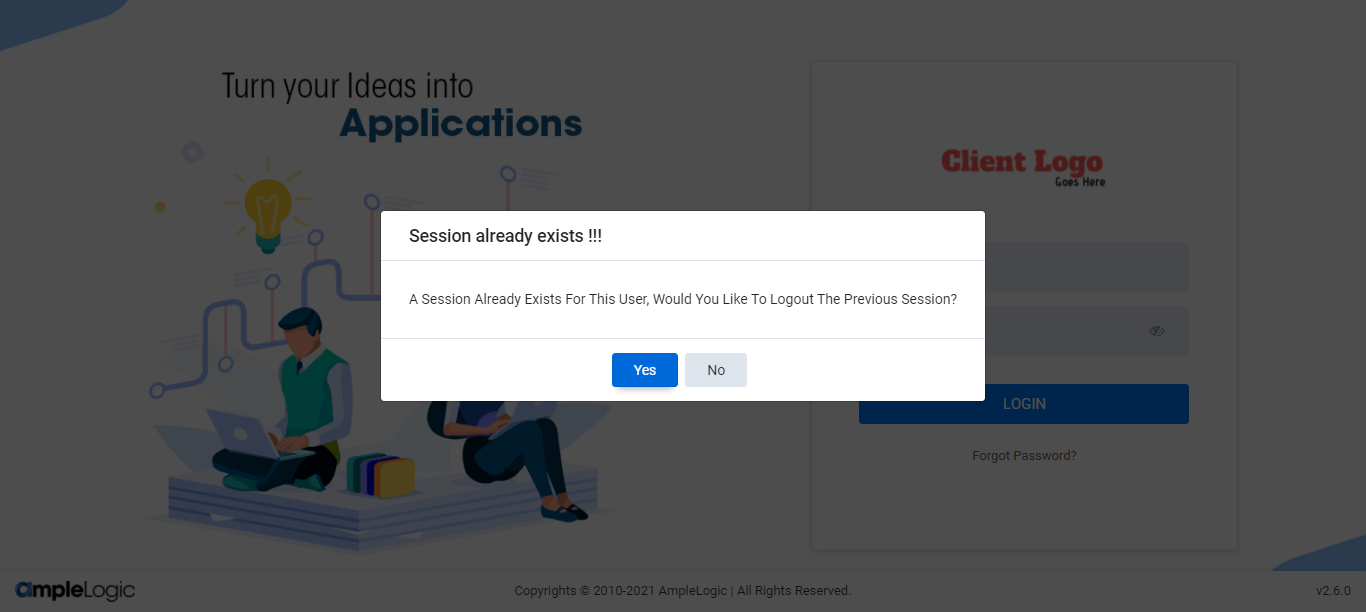 Turn your Ideas into
Applications
Client Logo
Goes Here
Session already exists !!!
A Session Already Exists For This User, Would You Like To Logout The Previous Session?
Yes
No
LOGIN
Forgot Password?
ampleLogic
Copyrights © 2010-2021 AmpleLogic | All Rights Reserved.
v2.6.0